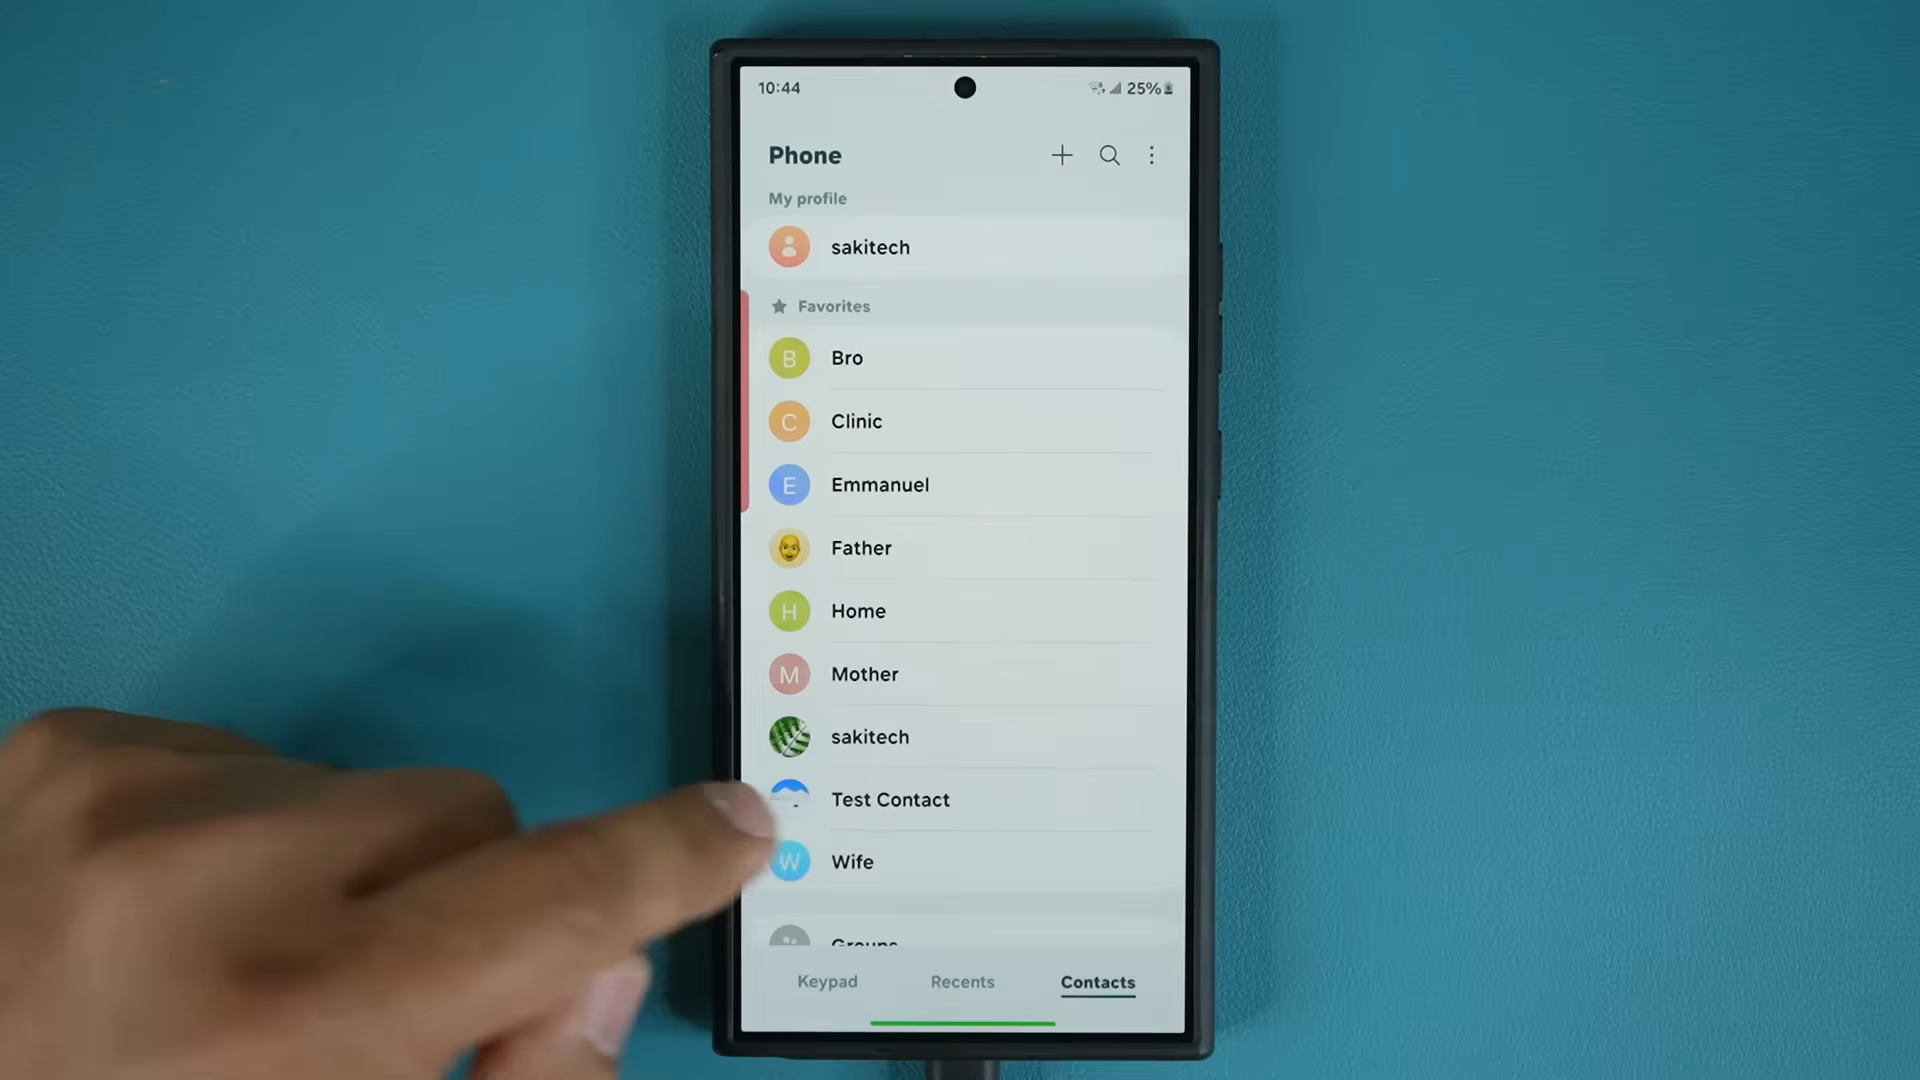 10:44
25%
Phone
My profile
sakitech
Favorites
B Bro
C Clinic
E Emmanuel
Father
H Home
M Mother
sakitech
Test Contact
W Wife
Groups
Keypad Recents Contacts